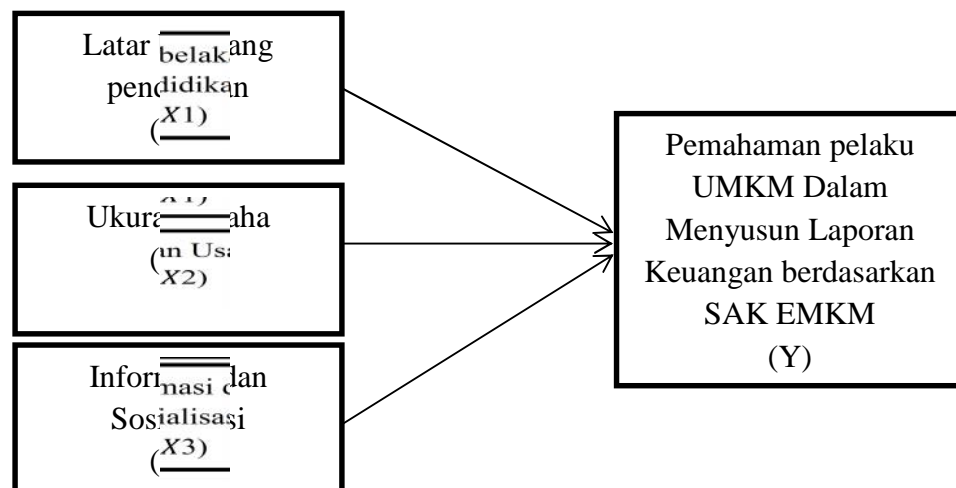 Latar belakang
pendidikan
(X1)
Ukuran Usaha
(X2)
Informasi dan
Sosialisasi
(X3)
Pemahaman pelaku
UMKM Dalam
Menyusun Laporan
Keuangan berdasarkan
SAK EMKM
(Y)